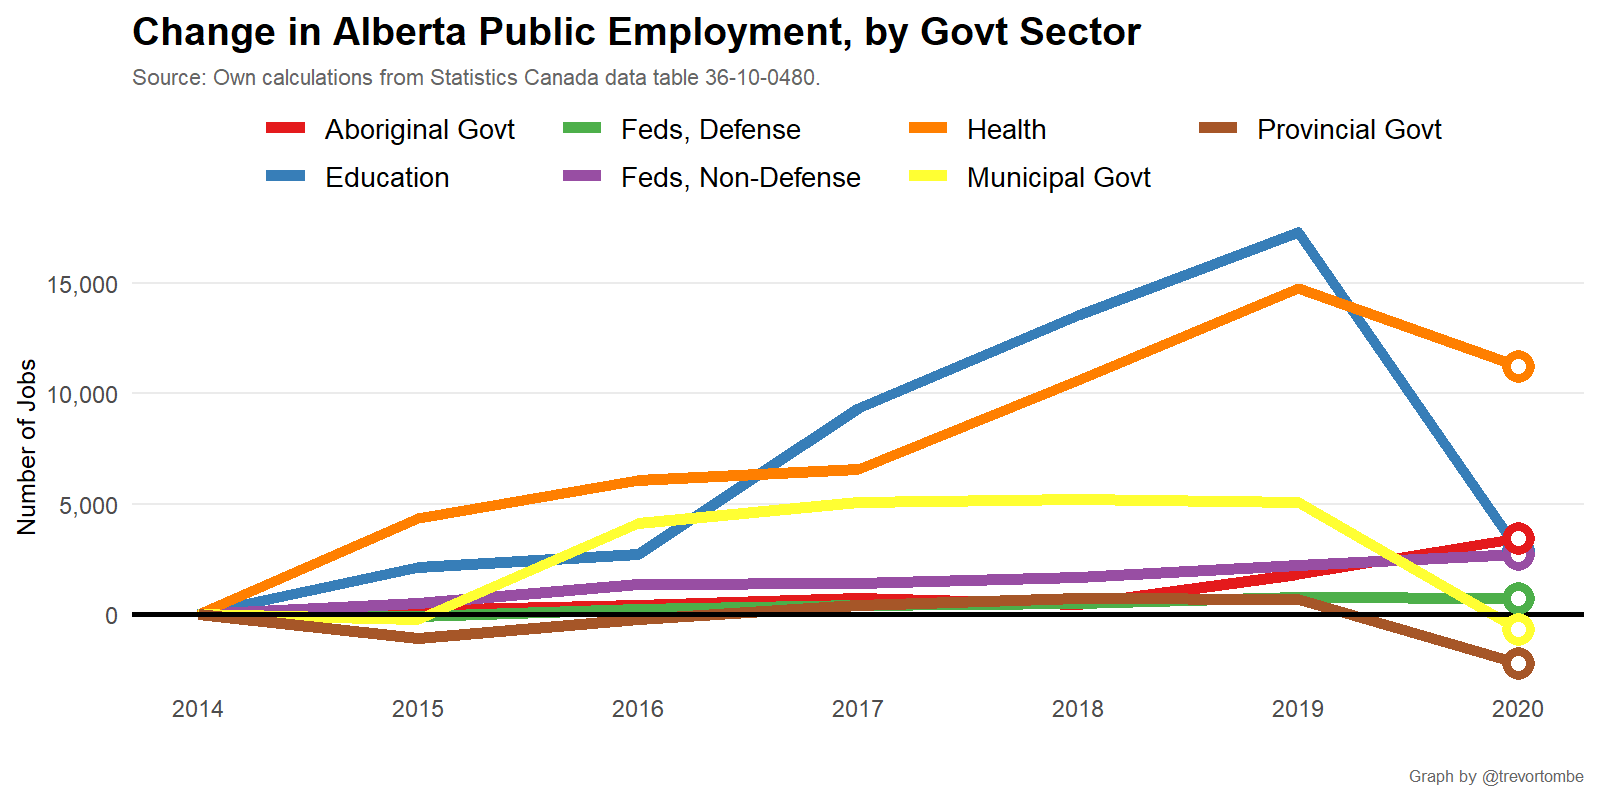 Change in Alberta Public Employment, by Govt Sector
Source: Own calculations from Statistics Canada data table 36-10-0480.
Aboriginal Govt Feds, Defense Health Provincial Govt
Education Feds, Non-Defense Municipal Govt
Number of Jobs
15,000
10,000
5,000
0
2014 2015 2016 2017 2018 2019 2020
Graph by @trevortombe